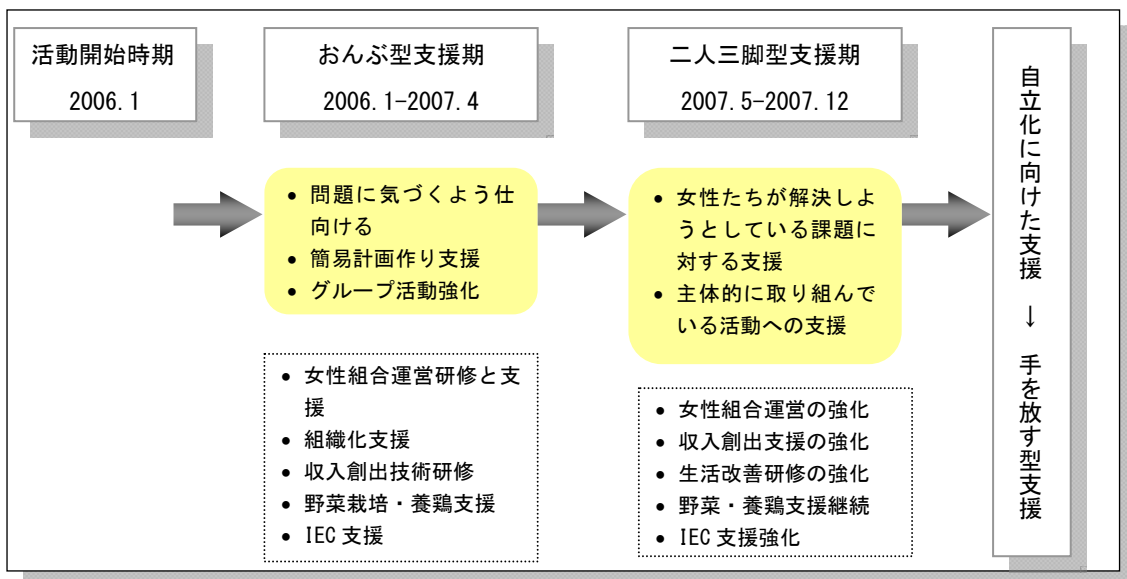 活動開始時期
2006.1
おんぶ型支援期
2006.1-2007.4
二人三脚型支援期
2007.5-2007.12
• 問題に気づくよう仕
向ける
• 簡易計画作り支援
• グループ活動強化
• 女性たちが解決しよ
うとしている課題に
対する支援
• 主体的に取り組んで
いる活動への支援
• 女性組合運営研修と支
援
• 組織化支援
• 収入創出技術研修
• 野菜栽培・養鶏支援
• IEC 支援
• 女性組合運営の強化
• 収入創出支援の強化
• 生活改善研修の強化
• 野菜・養鶏支援継続
• IEC 支援強化
自立化に向けた支援 ↓ 手を放す型支援